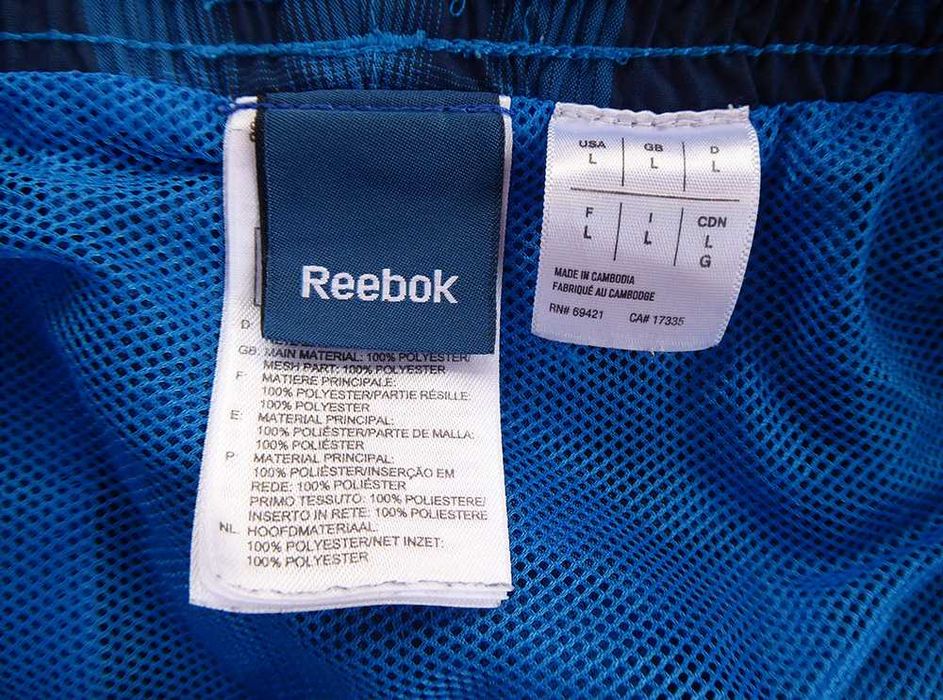 Reebok
D
GB: MAIN MATERIAL: 100% POLYESTER/
MESH PART: 100% POLYESTER
F: MATIERE PRINCIPALE:
100% POLYESTER/PARTIE RÉSILLE:
100% POLYESTER
E: MATERIAL PRINCIPAL:
100% POLIÉSTER/PARTE DE MALLA:
100% POLIÉSTER
P: MATERIAL PRINCIPAL:
100% POLIÉSTER/INSERÇÃO EM
REDE: 100% POLIÉSTER
PRIMO TESSUTO: 100% POLIESTERE/
INSERTO IN RETE: 100% POLIESTERE
NL: HOOFDMATERIAAL:
100% POLYESTER/NET INZET:
100% POLYESTER
USA GB D
L L L
F I CDN
L L L
G
MADE IN CAMBODIA
FABRIQUÉ AU CAMBODGE
RN# 69421 CA# 17335